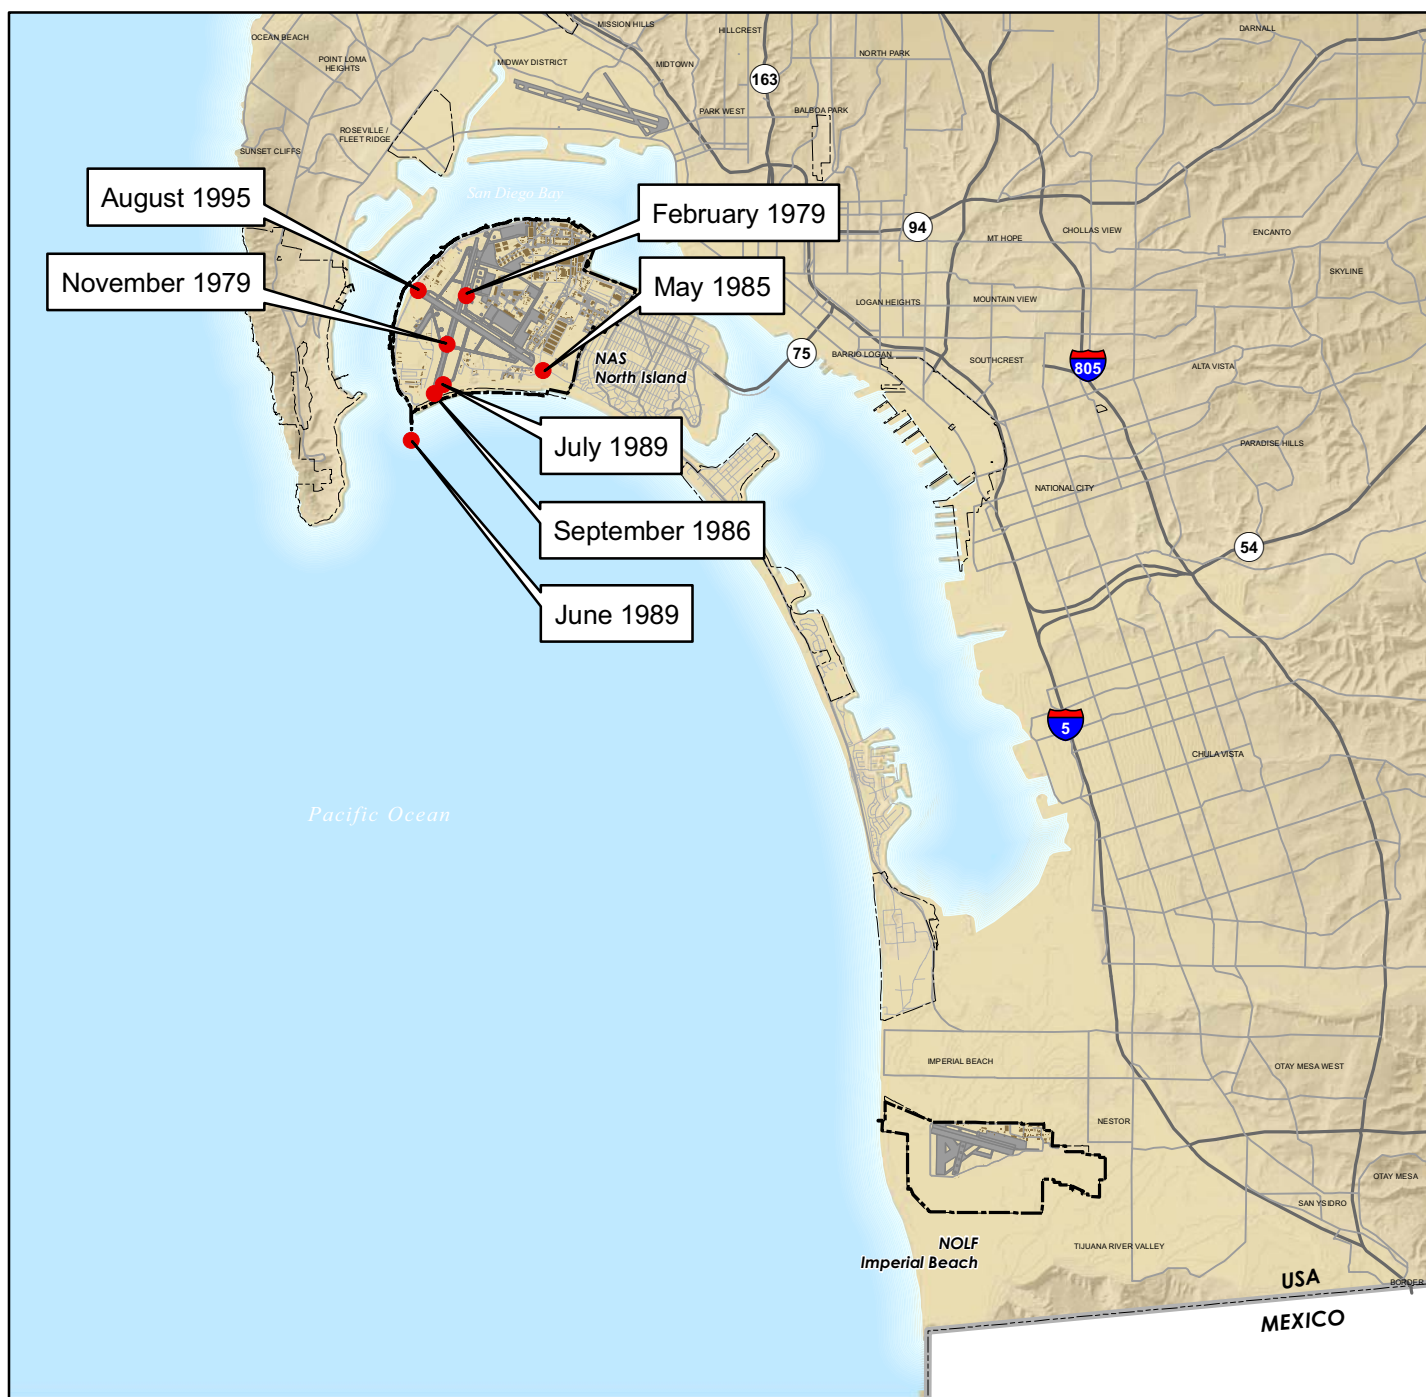 OCEAN BEACH
MISSION HILLS
HILLCREST
DARNALL
POINT LOMA
HEIGHTS
MIDWAY DISTRICT
MIDTOWN
NORTH PARK
163
PARK WEST
BALBOA PARK
ROSEVILLE /
FLEET RIDGE
SUNSET CLIFFS
San Diego Bay
August 1995
February 1979
94
MT HOPE
CHOLLAS VIEW
ENCANTO
SKYLINE
November 1979
May 1985
LOGAN HEIGHTS
MOUNTAIN VIEW
75
BARRIO LOGAN
SOUTHCREST
805
ALTA VISTA
NAS
North Island
July 1989
PARADISE HILLS
NATIONAL CITY
September 1986
54
June 1989
5
CHULA VISTA
Pacific Ocean
IMPERIAL BEACH
OTAY MESA WEST
NESTOR
OTAY MESA
SAN YSIDRO
NOLF
Imperial Beach
TIJUANA RIVER VALLEY
USA
BORDER
MEXICO